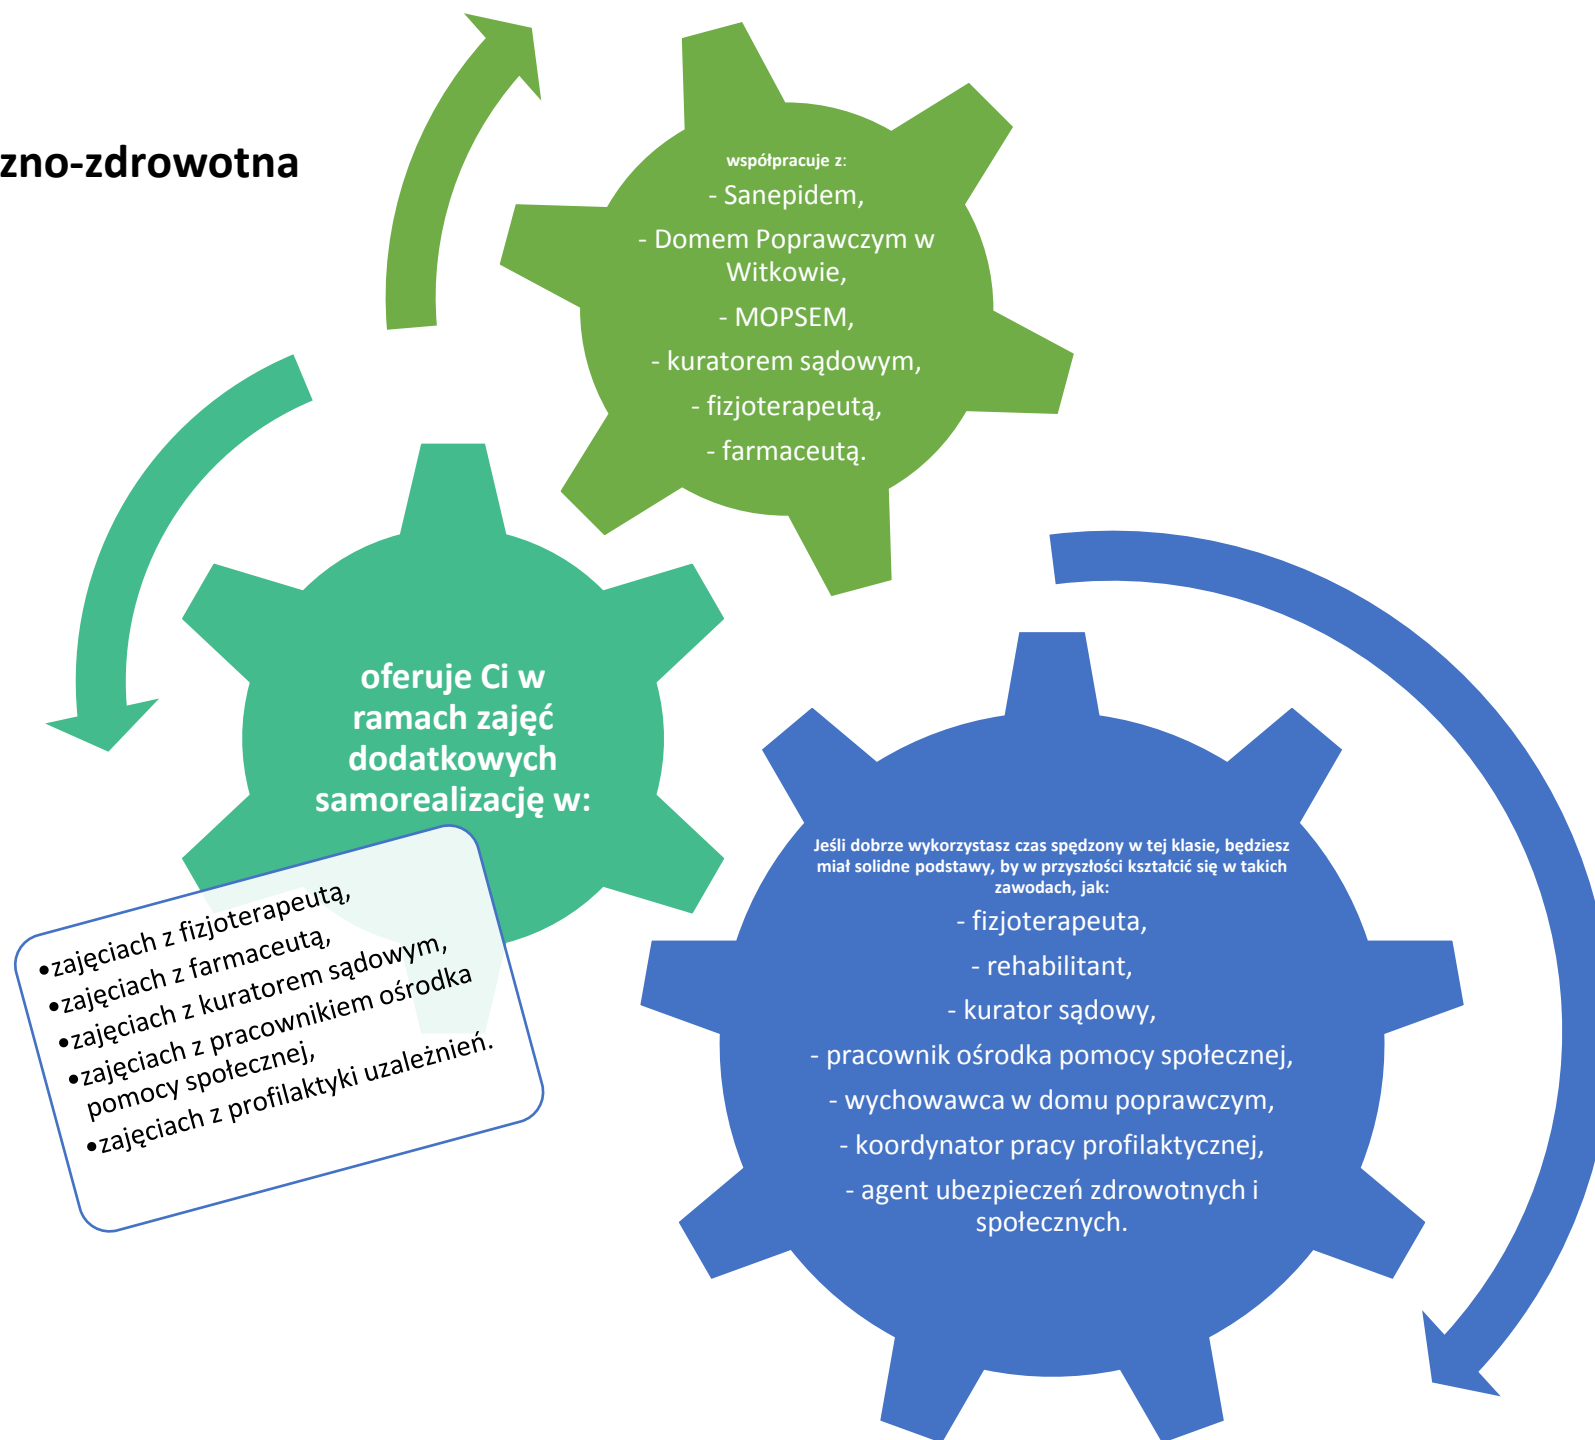 zno-zdrowotna
współpracuje z:
- Sanepidem,
- Domem Poprawczym w
Witkowie,
- MOPSEM,
- kuratorem sądowym,
- fizjoterapeutą,
- farmaceutą.
oferuje Ci w
ramach zajęć
dodatkowych
samorealizację w:
•zajęciach z fizjoterapeutą,
•zajęciach z farmaceutą,
•zajęciach z kuratorem sądowym,
•zajęciach z pracownikiem ośrodka
pomocy społecznej,
•zajęciach z profilaktyki uzależnień.
Jeśli dobrze wykorzystasz czas spędzony w tej klasie, będziesz
miał solidne podstawy, by w przyszłości kształcić się w takich
zawodach, jak:
- fizjoterapeuta,
- rehabilitant,
- kurator sądowy,
- pracownik ośrodka pomocy społecznej,
- wychowawca w domu poprawczym,
- koordynator pracy profilaktycznej,
- agent ubezpieczeń zdrowotnych i
społecznych.